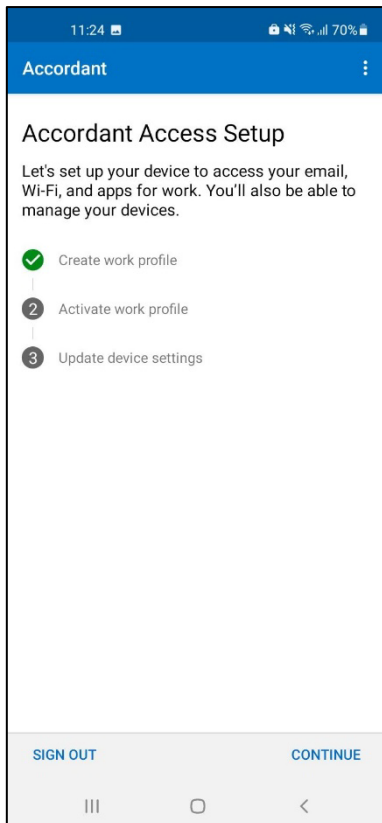 11:24 70%
Accordant
Accordant Access Setup
Let's set up your device to access your email,
Wi-Fi, and apps for work. You'll also be able to
manage your devices.
Create work profile
2 Activate work profile
3 Update device settings
SIGN OUT CONTINUE